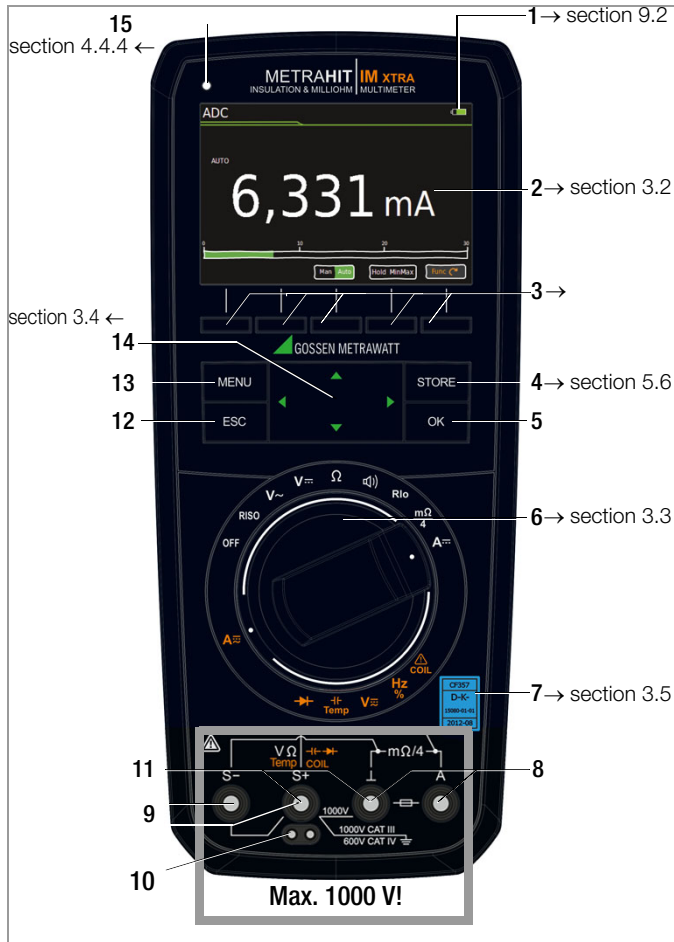 15
1→ section 9.2
section 4.4.4 ←
METRAHIT IM XTRA
INSULATION & MILLIOHM MULTIMETER
ADC
AUTO
6,331 mA
2→ section 3.2
0 10 20 30
Man Auto Hold MinMax Func
3→
section 3.4 ←
14
GOSSEN METRAWATT
13
MENU
STORE
4→ section 5.6
12
ESC
OK
5
OFF
RISO
V~
V⎓
Ω
RIo
mΩ
4
A⎓
6→ section 3.3
A
Temp
V
Hz
%
COIL
CF357
D-K-
15080-01-01
2012-08
7→ section 3.5
VΩ
Temp COIL
mΩ/4
11
S−
S+
⊥
A
8
9
1000V
1000V CAT III
600V CAT IV
10
Max. 1000 V!